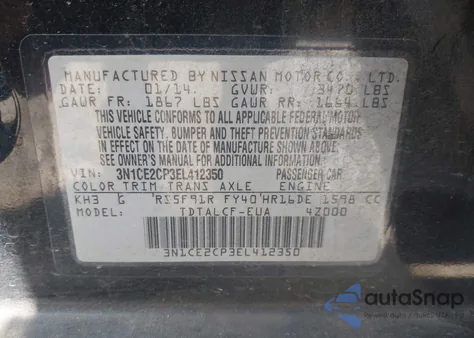 MANUFACTURED BY NISSAN MOTOR CO., LTD.
DATE: 01/14. GVWR: 3470 LBS
GAWR FR: 1867 LBS GAWR RR: 1664 LBS
THIS VEHICLE CONFORMS TO ALL APPLICABLE FEDERAL MOTOR
VEHICLE SAFETY, BUMPER AND THEFT PREVENTION STANDARDS
IN EFFECT ON THE DATE OF MANUFACTURE SHOWN ABOVE.
SEE OWNER'S MANUAL FOR ADDITIONAL INFORMATION
VIN: 3N1CE2CP3EL412350 PASSENGER CAR
COLOR TRIM TRANS AXLE ENGINE
KH3 G RS5F91R FY40 HR16DE 1598 CC
MODEL: TDTALCF-EUA 4Z000
3N1CE2CP3EL412350
autoSnap